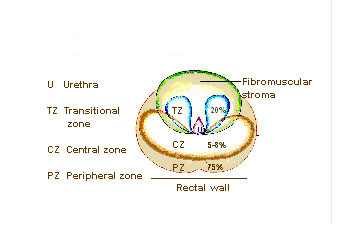 U Urethra
TZ Transitional
zone
CZ Central zone
PZ Peripheral zone
Fibromuscular
stroma
TZ
20%
U
CZ 5-8%
PZ 75%
Rectal wall